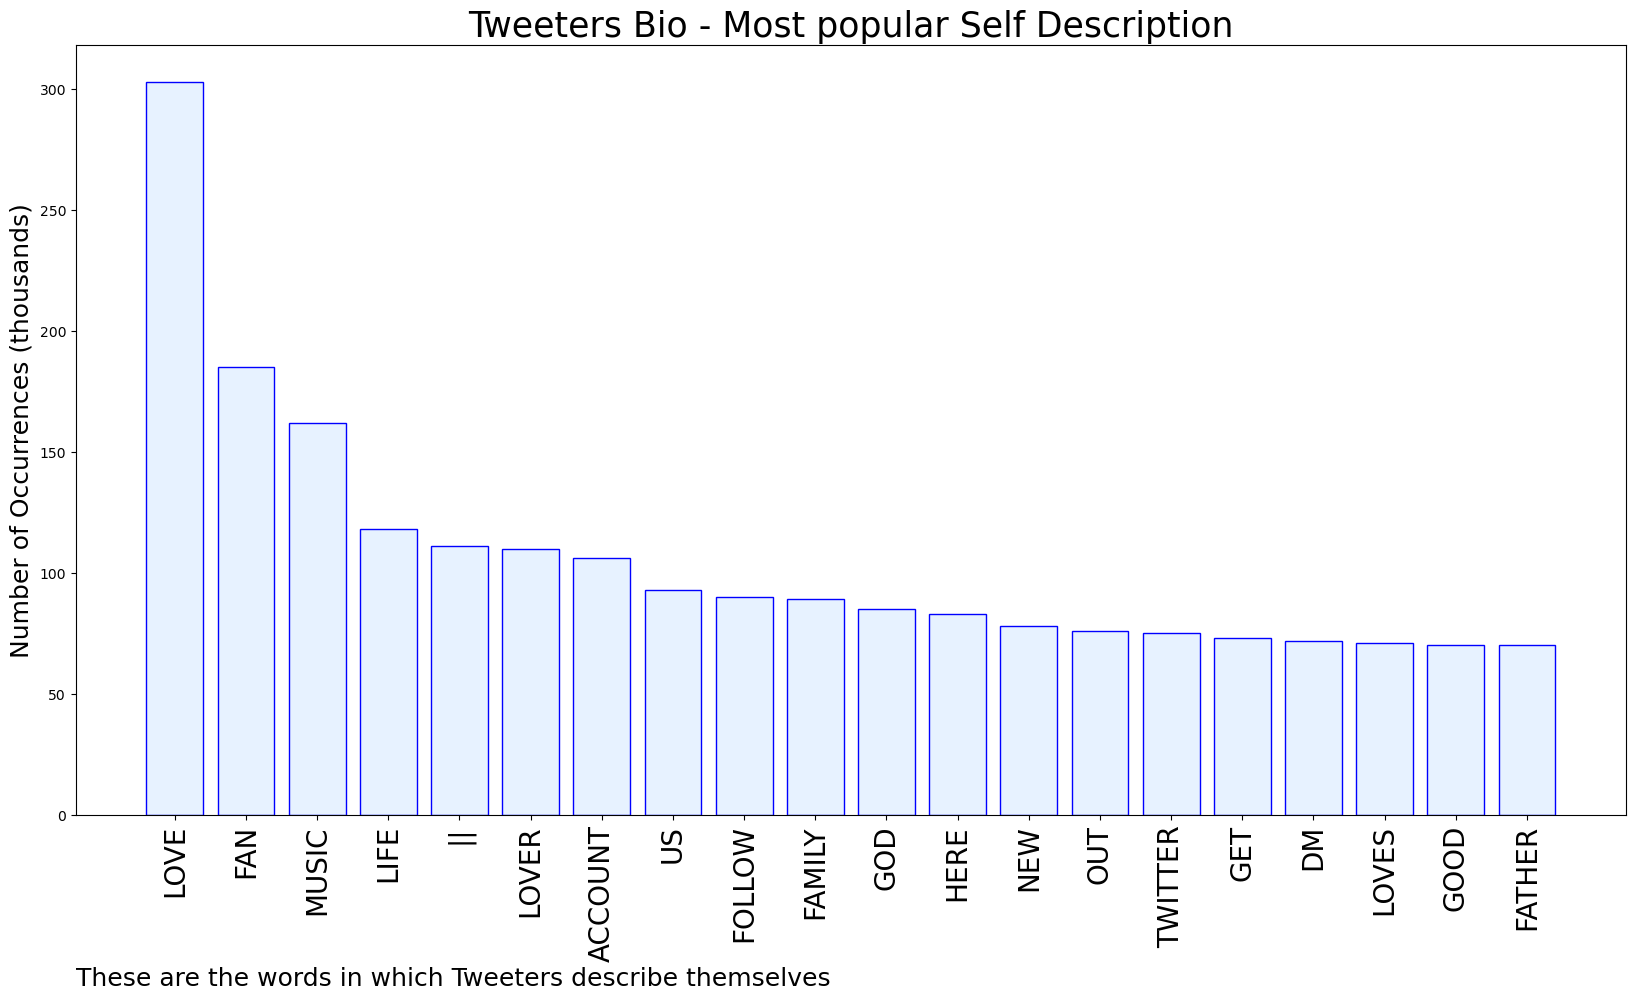 Tweeters Bio - Most popular Self Description
Number of Occurrences (thousands)
300
250
200
150
100
50
0
LOVE
FAN
MUSIC
LIFE
||
LOVER
ACCOUNT
US
FOLLOW
FAMILY
GOD
HERE
NEW
OUT
TWITTER
GET
DM
LOVES
GOOD
FATHER
These are the words in which Tweeters describe themselves